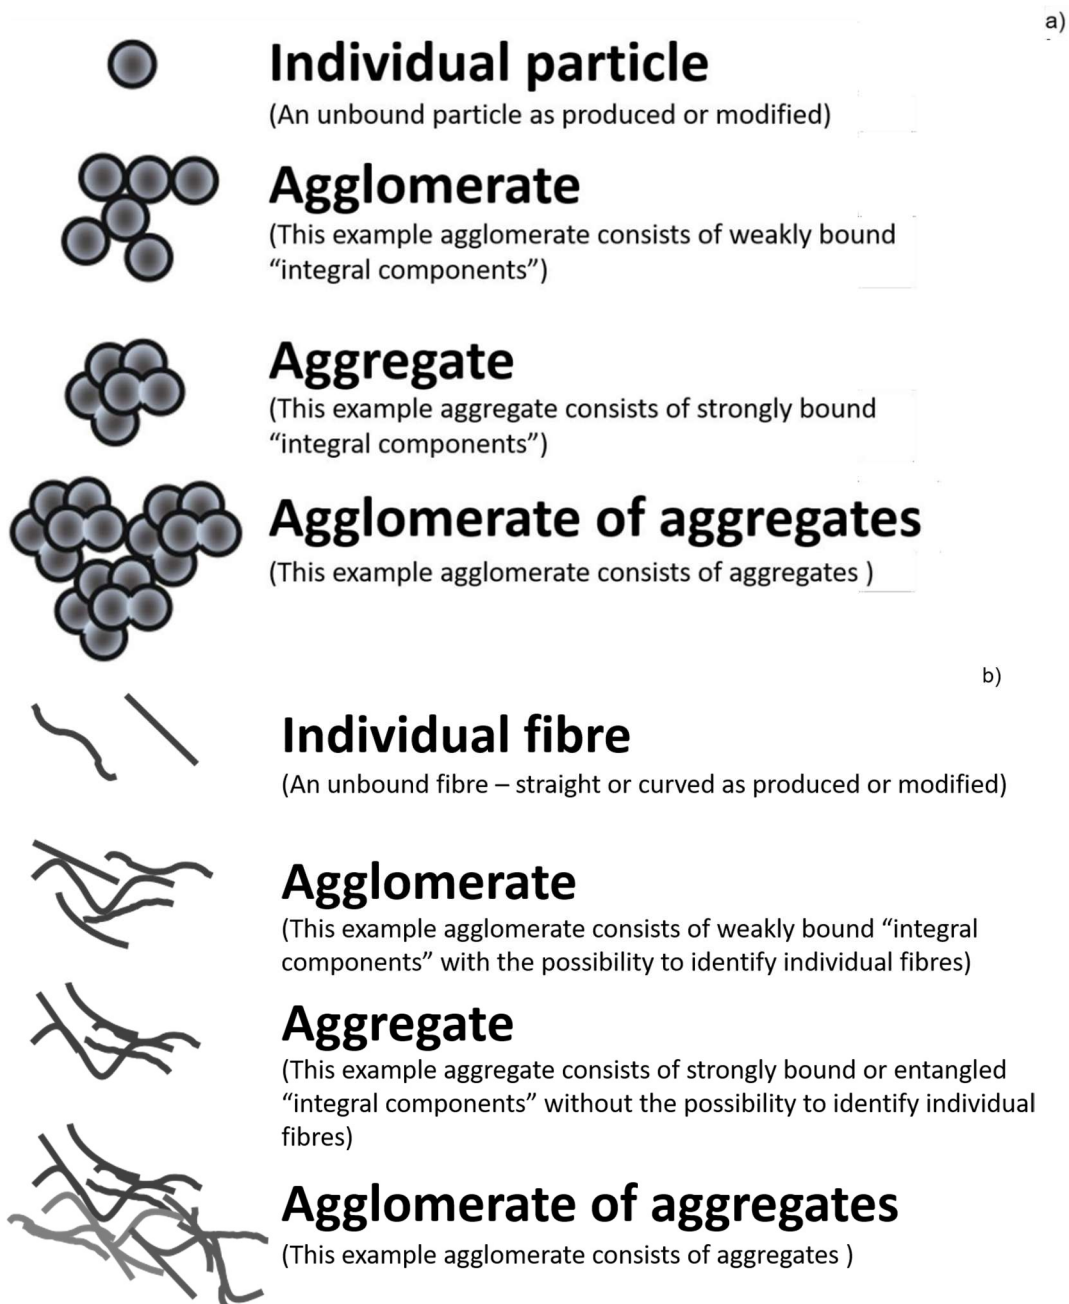 a)
Individual particle
(An unbound particle as produced or modified)
Agglomerate
(This example agglomerate consists of weakly bound
“integral components”)
Aggregate
(This example aggregate consists of strongly bound
“integral components”)
Agglomerate of aggregates
(This example agglomerate consists of aggregates )
b)
Individual fibre
(An unbound fibre – straight or curved as produced or modified)
Agglomerate
(This example agglomerate consists of weakly bound “integral
components” with the possibility to identify individual fibres)
Aggregate
(This example aggregate consists of strongly bound or entangled
“integral components” without the possibility to identify individual
fibres)
Agglomerate of aggregates
(This example agglomerate consists of aggregates )